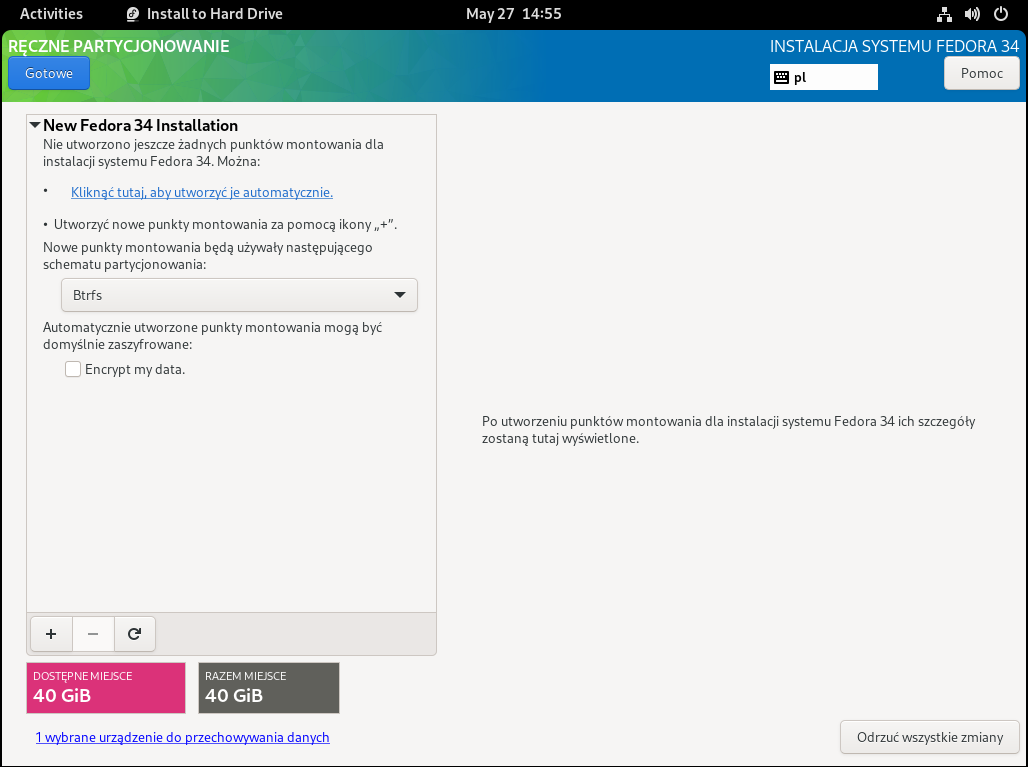 Activities Install to Hard Drive May 27 14:55
RĘCZNE PARTYCJONOWANIE
INSTALACJA SYSTEMU FEDORA 34
Gotowe
pl
Pomoc
New Fedora 34 Installation
Nie utworzono jeszcze żadnych punktów montowania dla
instalacji systemu Fedora 34. Można:
• Kliknąć tutaj, aby utworzyć je automatycznie.
• Utworzyć nowe punkty montowania za pomocą ikony „+”.
Nowe punkty montowania będą używały następującego
schematu partycjonowania:
Btrfs
Automatycznie utworzone punkty montowania mogą być
domyślnie zaszyfrowane:
Encrypt my data.
Po utworzeniu punktów montowania dla instalacji systemu Fedora 34 ich szczegóły
zostaną tutaj wyświetlone.
DOSTĘPNE MIEJSCE
40 GiB
RAZEM MIEJSCE
40 GiB
1 wybrane urządzenie do przechowywania danych
Odrzuć wszystkie zmiany